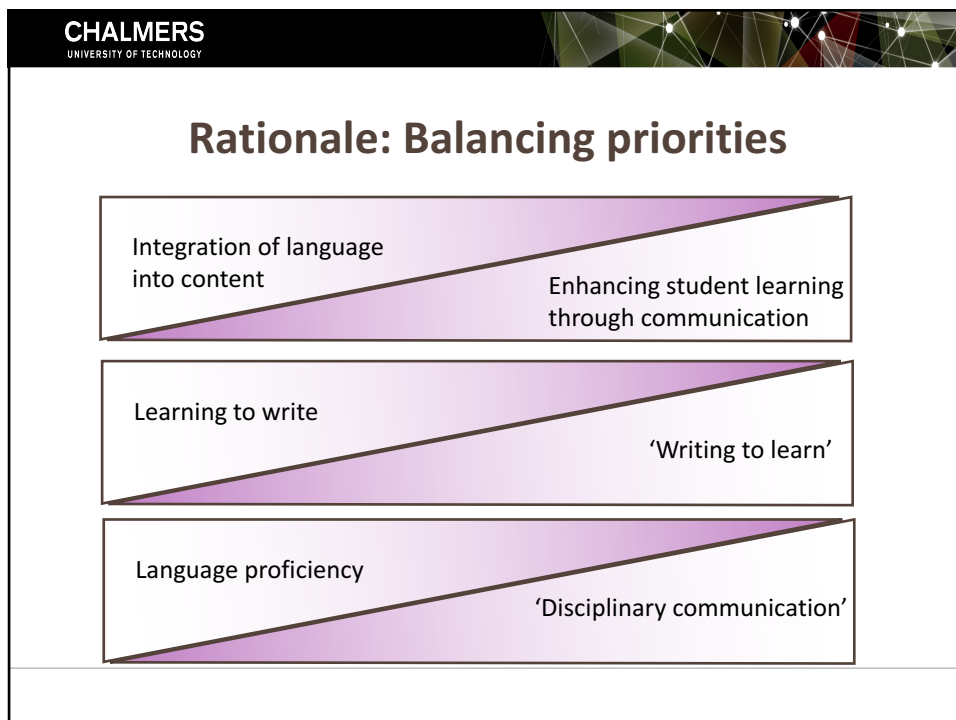 CHALMERS
UNIVERSITY OF TECHNOLOGY
Rationale: Balancing priorities
Integration of language
into content
Enhancing student learning
through communication
Learning to write
‘Writing to learn’
Language proficiency
‘Disciplinary communication’